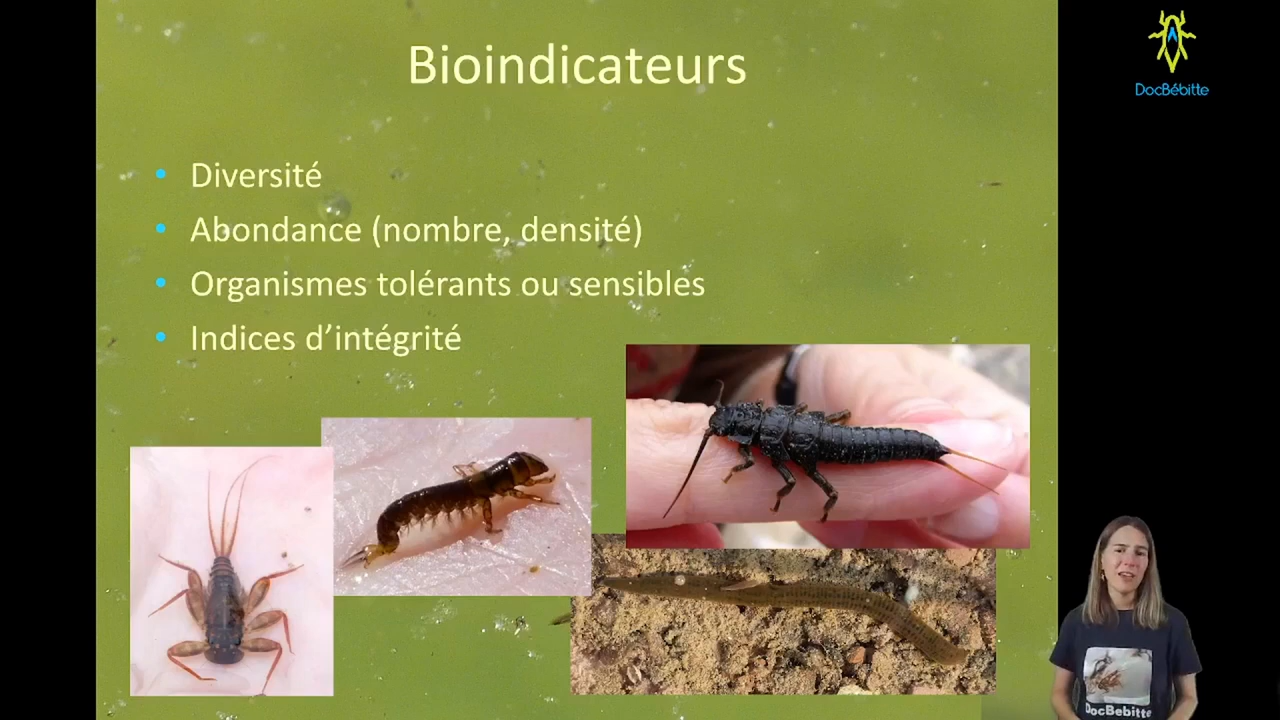 Bioindicateurs
DocBébitte
• Diversité
• Abondance (nombre, densité)
• Organismes tolérants ou sensibles
• Indices d’intégrité
DocBebitte